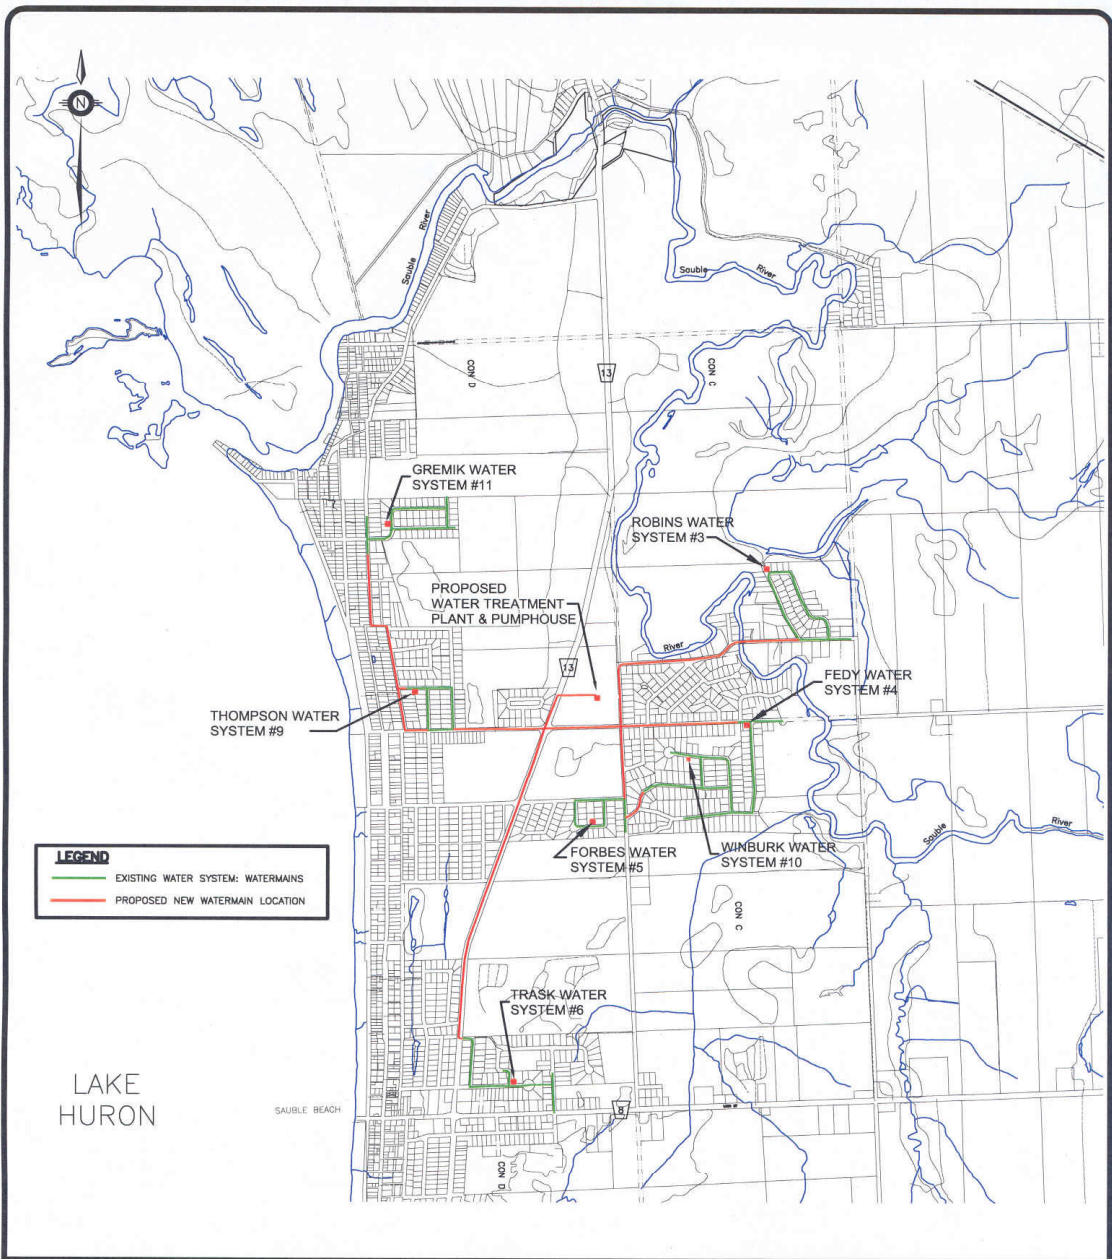 N
Sauble
River
Sauble
River
CON D
13
CON C
GREMIK WATER
SYSTEM #11
ROBINS WATER
SYSTEM #3
PROPOSED
WATER TREATMENT
PLANT & PUMPHOUSE
River
13
FEDY WATER
SYSTEM #4
THOMPSON WATER
SYSTEM #9
Sauble
River
FORBES WATER
SYSTEM #5
WINBURK WATER
SYSTEM #10
LEGEND
EXISTING WATER SYSTEM: WATERMAINS
PROPOSED NEW WATERMAIN LOCATION
CON C
TRASK WATER
SYSTEM #6
LAKE
HURON
SAUBLE BEACH
8
CON D